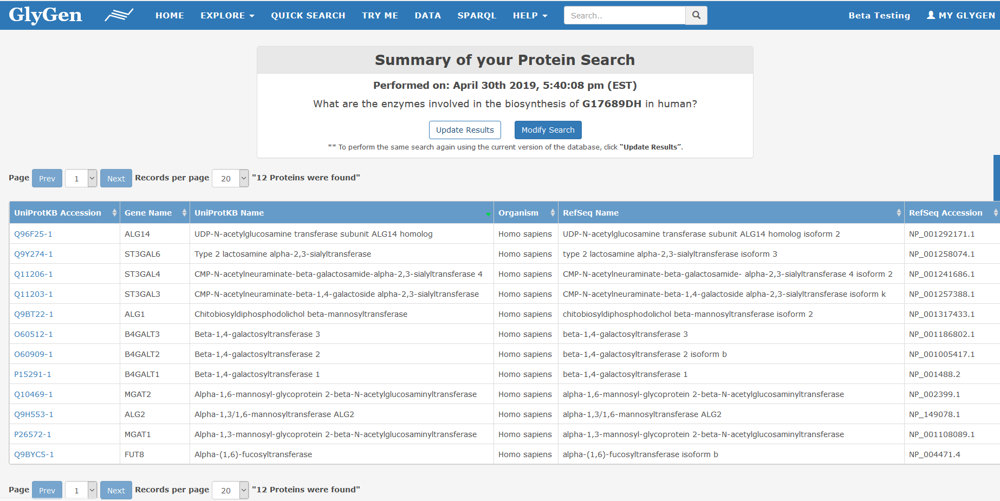 GlyGen HOME EXPLORE QUICK SEARCH TRY ME DATA SPARQL HELP Search.. Beta Testing MY GLYGEN
Summary of your Protein Search
Performed on: April 30th 2019, 5:40:08 pm (EST)
What are the enzymes involved in the biosynthesis of G17689DH in human?
Update Results Modify Search
** To perform the same search again using the current version of the database, click “Update Results”.
Page Prev 1 Next Records per page 20 "12 Proteins were found"
UniProtKB Accession Gene Name UniProtKB Name Organism RefSeq Name RefSeq Accession
Q96F25-1 ALG14 UDP-N-acetylglucosamine transferase subunit ALG14 homolog Homo sapiens UDP-N-acetylglucosamine transferase subunit ALG14 homolog isoform 2 NP_001292171.1
Q9Y274-1 ST3GAL6 Type 2 lactosamine alpha-2,3-sialyltransferase Homo sapiens type 2 lactosamine alpha-2,3-sialyltransferase isoform 3 NP_001258074.1
Q11206-1 ST3GAL4 CMP-N-acetylneuraminate-beta-galactosamide-alpha-2,3-sialyltransferase 4 Homo sapiens CMP-N-acetylneuraminate-beta-galactosamide- alpha-2,3-sialyltransferase 4 isoform 2 NP_001241686.1
Q11203-1 ST3GAL3 CMP-N-acetylneuraminate-beta-1,4-galactoside alpha-2,3-sialyltransferase Homo sapiens CMP-N-acetylneuraminate-beta-1,4-galactoside alpha-2,3-sialyltransferase isoform k NP_001257388.1
Q9BT22-1 ALG1 Chitobiosyldiphosphodolichol beta-mannosyltransferase Homo sapiens chitobiosyldiphosphodolichol beta-mannosyltransferase isoform 2 NP_001317433.1
O60512-1 B4GALT3 Beta-1,4-galactosyltransferase 3 Homo sapiens beta-1,4-galactosyltransferase 3 NP_001186802.1
O60909-1 B4GALT2 Beta-1,4-galactosyltransferase 2 Homo sapiens beta-1,4-galactosyltransferase 2 isoform b NP_001005417.1
P15291-1 B4GALT1 Beta-1,4-galactosyltransferase 1 Homo sapiens beta-1,4-galactosyltransferase 1 NP_001488.2
Q10469-1 MGAT2 Alpha-1,6-mannosyl-glycoprotein 2-beta-N-acetylglucosaminyltransferase Homo sapiens alpha-1,6-mannosyl-glycoprotein 2-beta-N-acetylglucosaminyltransferase NP_002399.1
Q9H553-1 ALG2 Alpha-1,3/1,6-mannosyltransferase ALG2 Homo sapiens alpha-1,3/1,6-mannosyltransferase ALG2 NP_149078.1
P26572-1 MGAT1 Alpha-1,3-mannosyl-glycoprotein 2-beta-N-acetylglucosaminyltransferase Homo sapiens alpha-1,3-mannosyl-glycoprotein 2-beta-N-acetylglucosaminyltransferase NP_001108089.1
Q9BYC5-1 FUT8 Alpha-(1,6)-fucosyltransferase Homo sapiens alpha-(1,6)-fucosyltransferase isoform b NP_004471.4
Page Prev 1 Next Records per page 20 "12 Proteins were found"